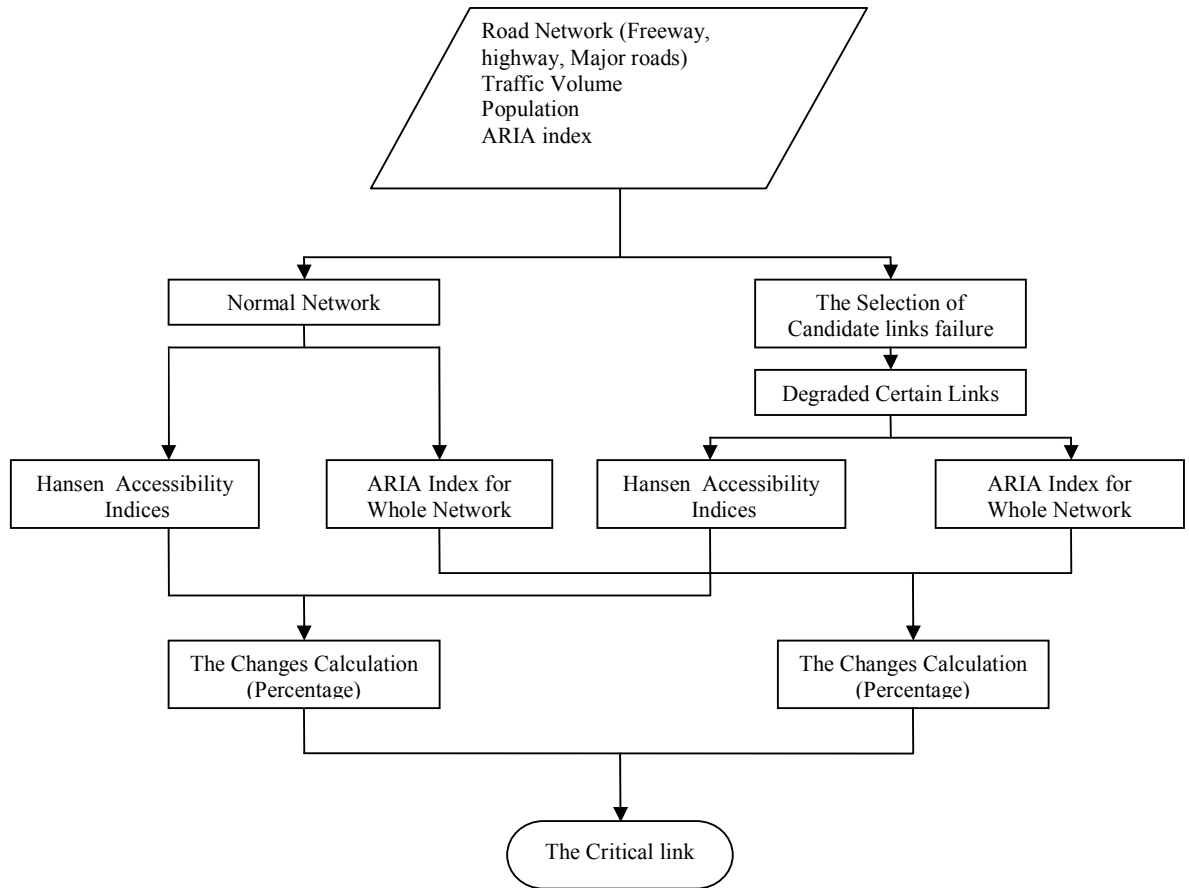 Road Network (Freeway,
highway, Major roads)
Traffic Volume
Population
ARIA index
Normal Network
The Selection of
Candidate links failure
Degraded Certain Links
Hansen Accessibility
Indices
ARIA Index for
Whole Network
Hansen Accessibility
Indices
ARIA Index for
Whole Network
The Changes Calculation
(Percentage)
The Changes Calculation
(Percentage)
The Critical link